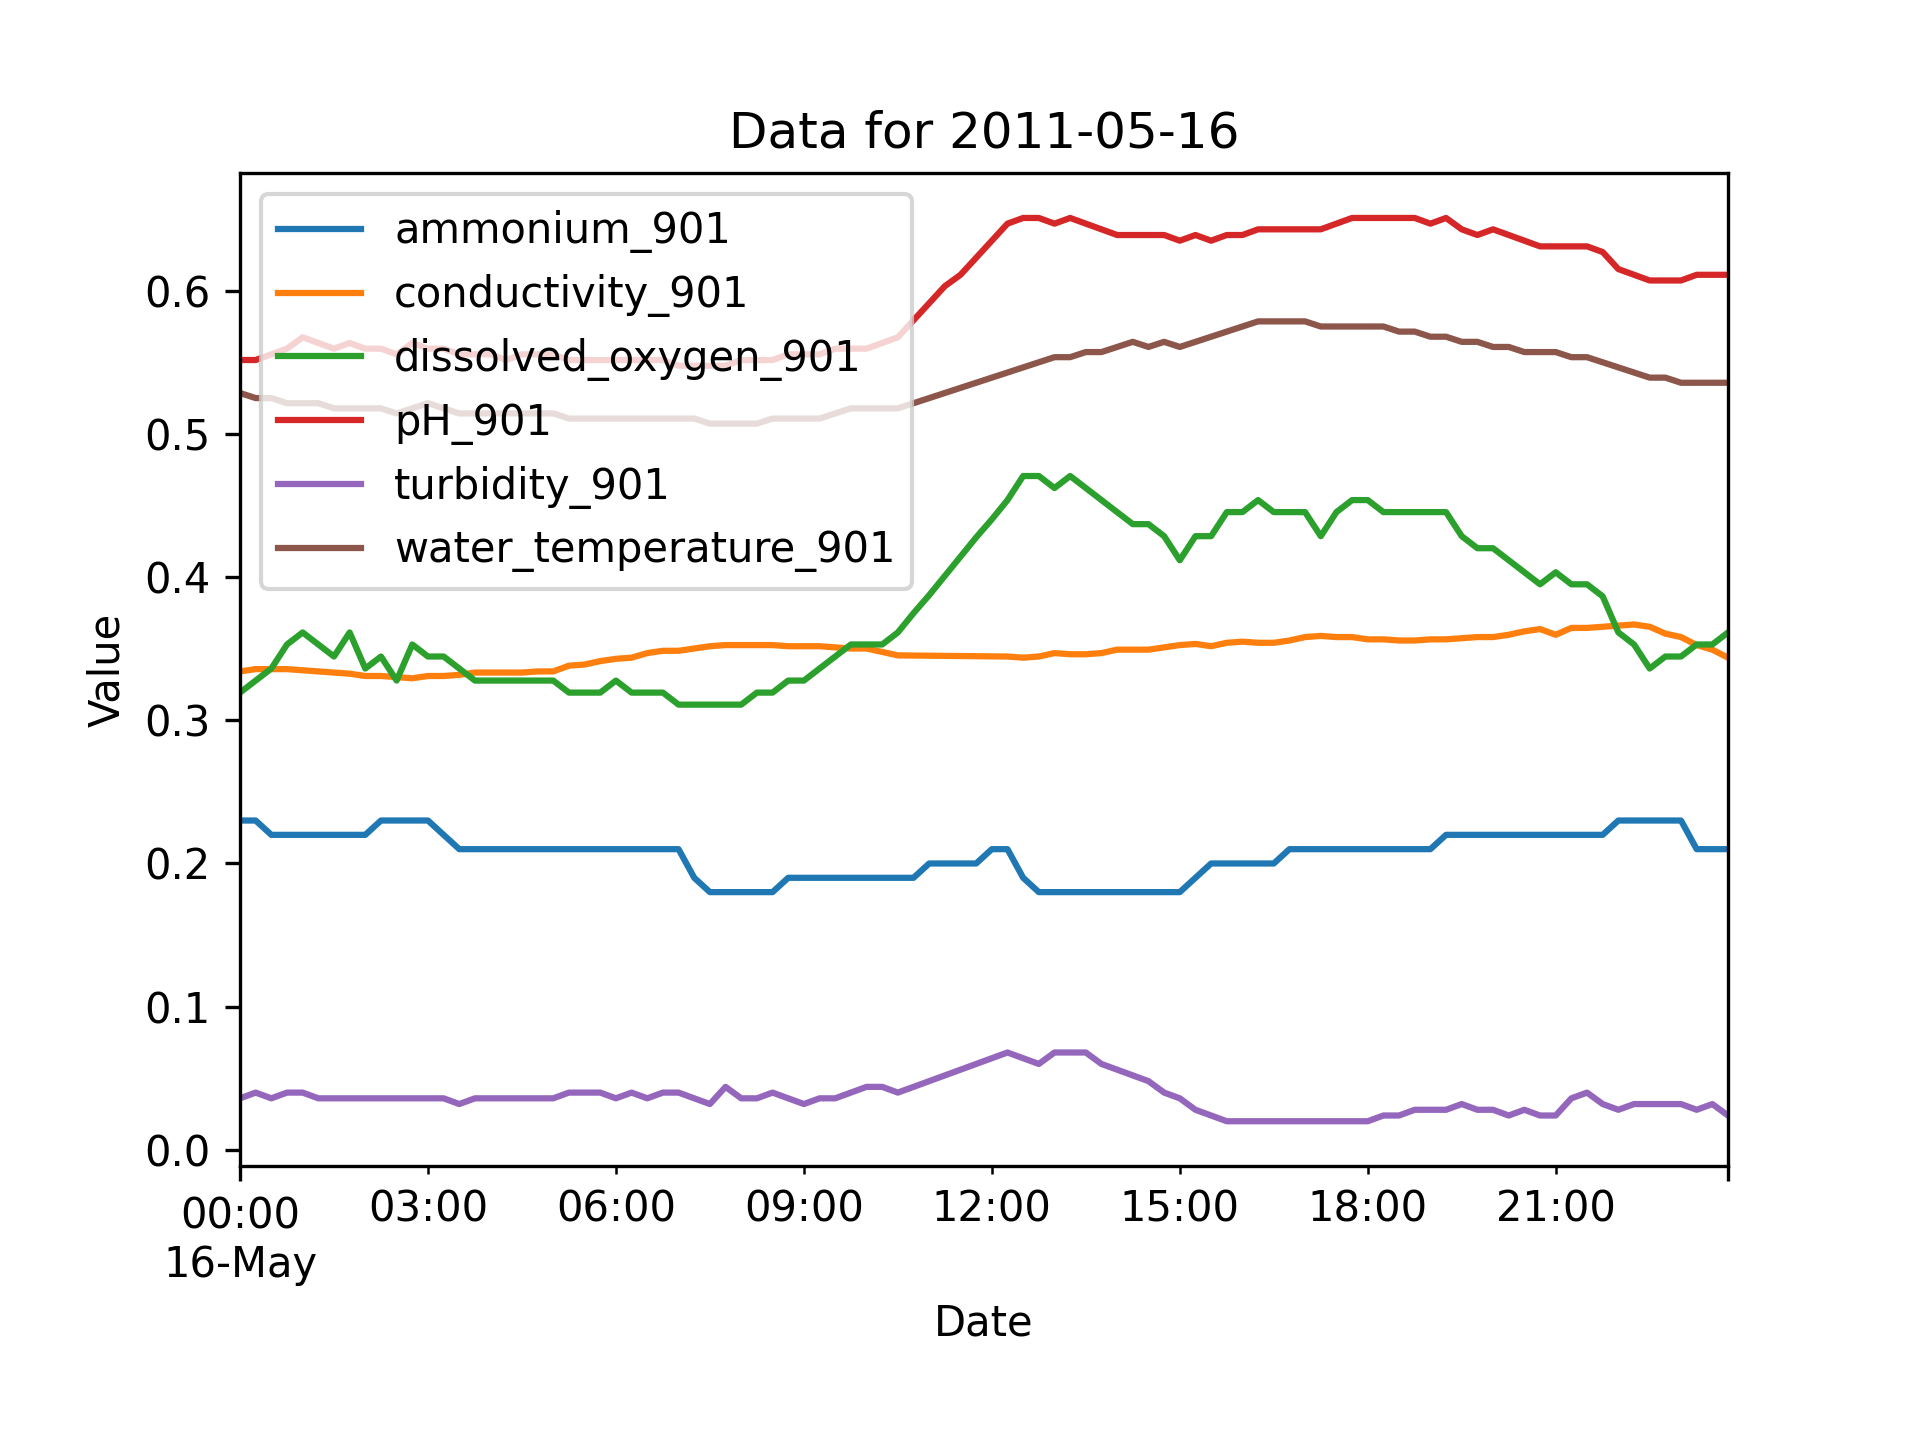 Data for 2011-05-16
ammonium_901
conductivity_901
dissolved_oxygen_901
pH_901
turbidity_901
water_temperature_901
Value
0.6
0.5
0.4
0.3
0.2
0.1
0.0
00:00 03:00 06:00 09:00 12:00 15:00 18:00 21:00
16-May
Date